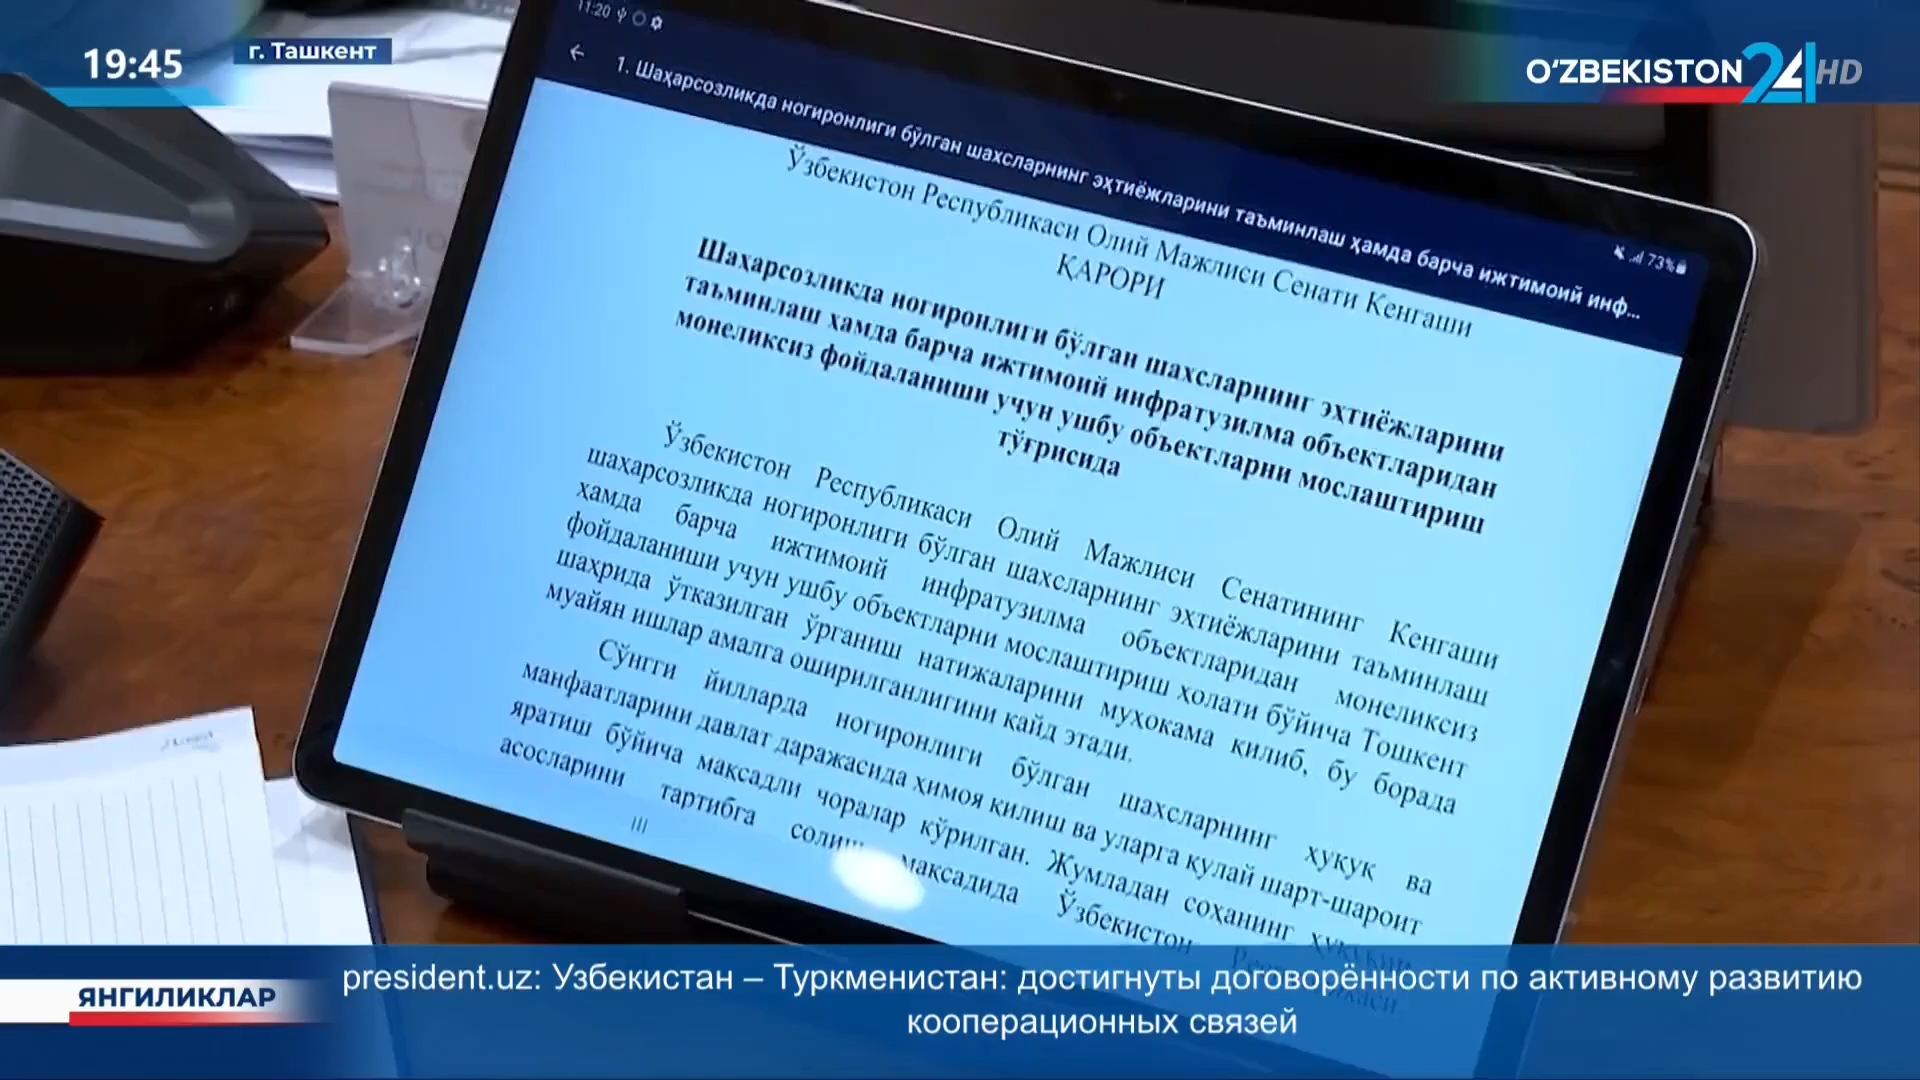 19:45
г. Ташкент
O‘ZBEKISTON 24 HD
11:20
73%
1. Шаҳарсозликда ногиронлиги бўлган шахсларнинг эҳтиёжларини таъминлаш ҳамда барча ижтимоий инф...
Ўзбекистон Республикаси Олий Мажлиси Сенати Кенгаши
ҚАРОРИ
Шаҳарсозликда ногиронлиги бўлган шахсларнинг эҳтиёжларини
таъминлаш ҳамда барча ижтимоий инфратузилма объектларидан
монеликсиз фойдаланиши учун ушбу объектларни мослаштириш
тўғрисида
Ўзбекистон Республикаси Олий Мажлиси Сенатининг Кенгаши
шаҳарсозликда ногиронлиги бўлган шахсларнинг эҳтиёжларини таъминлаш
ҳамда барча ижтимоий инфратузилма объектларидан монеликсиз
фойдаланиши учун ушбу объектларни мослаштириш ҳолати бўйича Тошкент
шаҳрида ўтказилган ўрганиш натижаларини муҳокама қилиб, бу борада
муайян ишлар амалга оширилганлигини қайд этади.
Сўнгги йилларда ногиронлиги бўлган шахсларнинг ҳуқуқ ва
манфаатларини давлат даражасида ҳимоя қилиш ва уларга қулай шарт-шароит
яратиш бўйича мақсадли чоралар кўрилган. Жумладан соҳанинг ҳуқуқий
асосларини тартибга солиш мақсадида Ўзбекистон
ЯНГИЛИКЛАР
president.uz: Узбекистан – Туркменистан: достигнуты договорённости по активному развитию
кооперационных связей